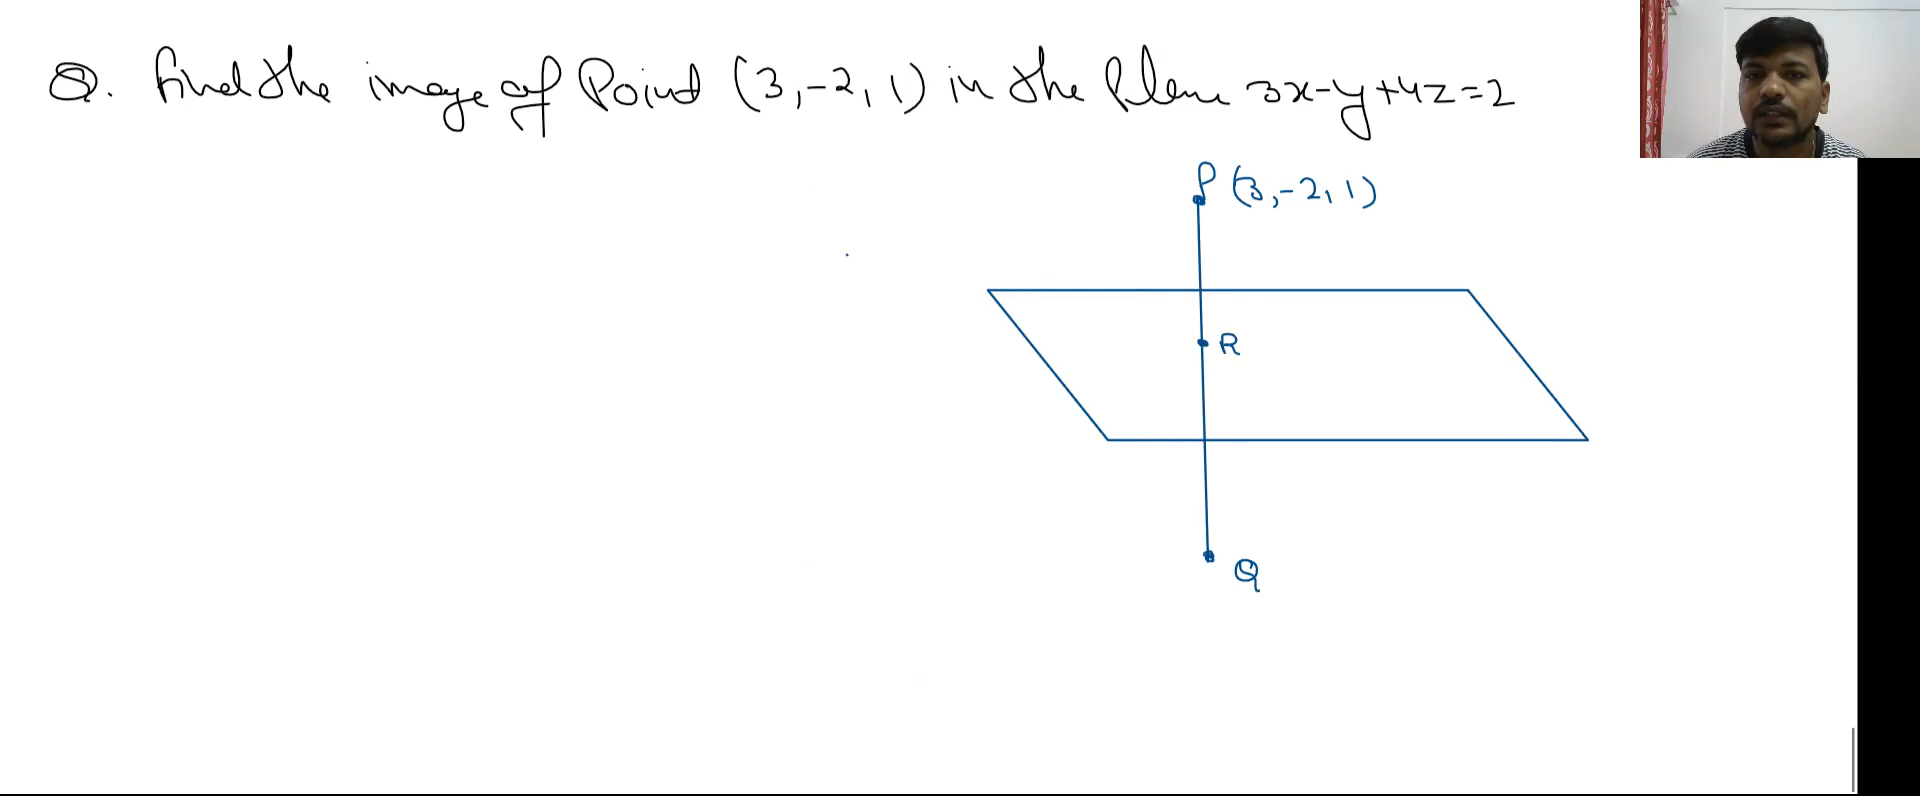 Q. Find the image of Point (3,-2,1) in the Plane 3x-y+4z=2
P (3,-2,1)
R
Q